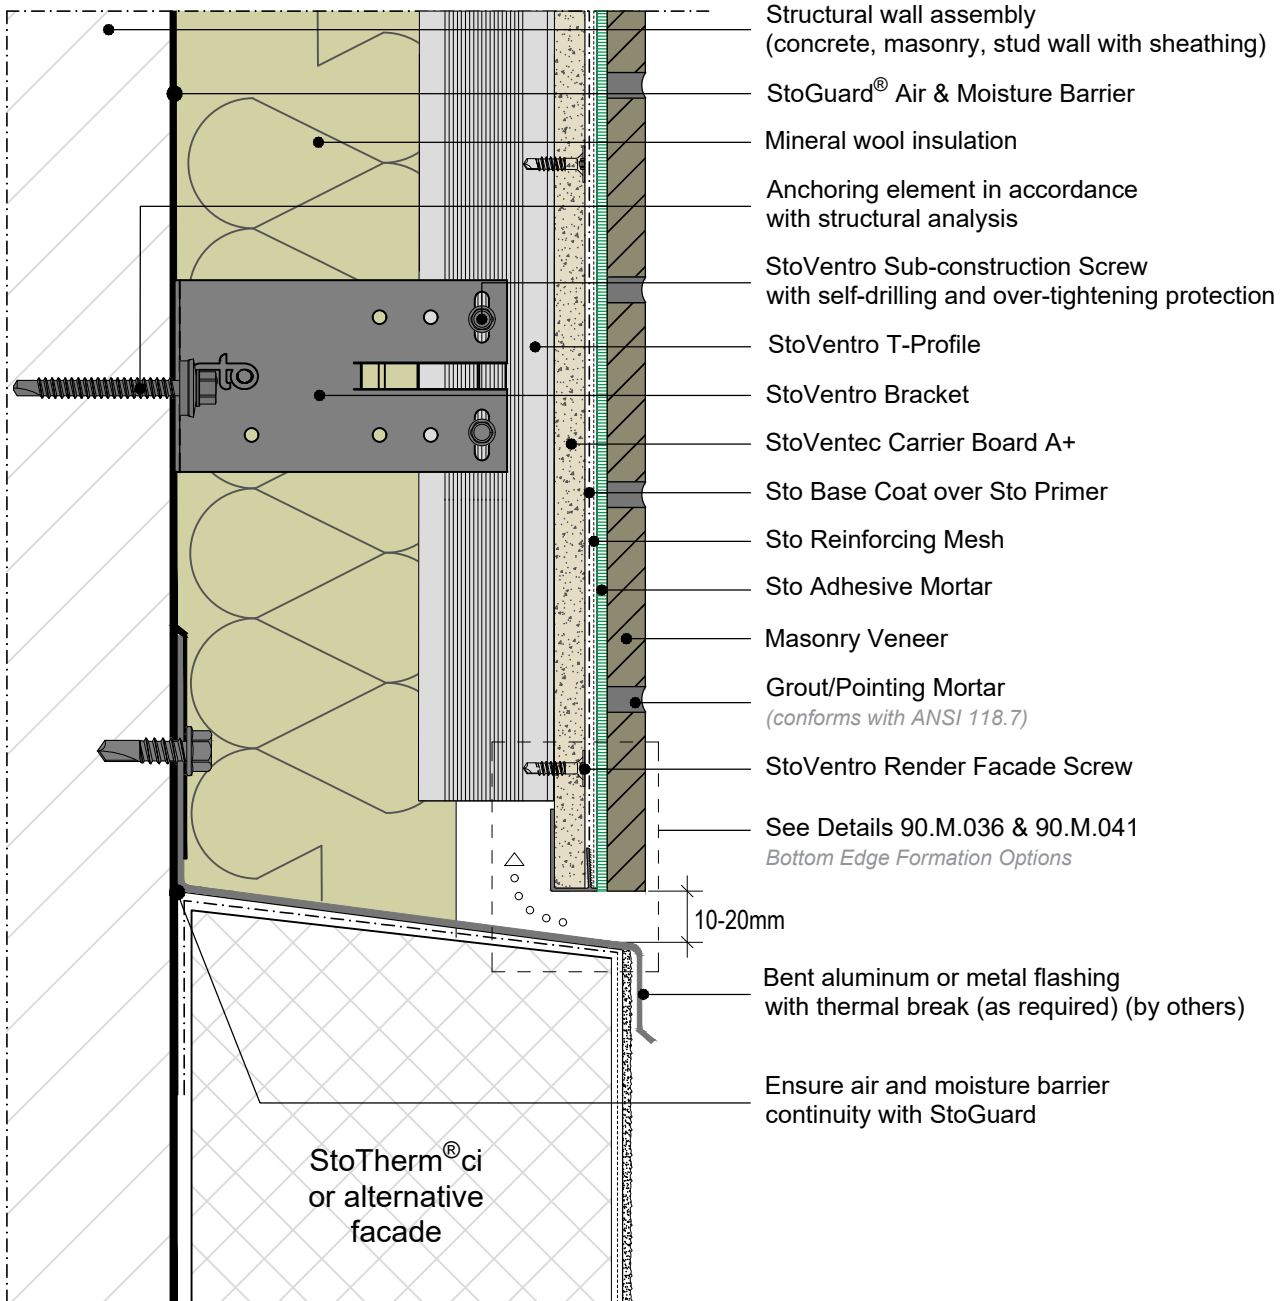 Structural wall assembly
(concrete, masonry, stud wall with sheathing)
StoGuard® Air & Moisture Barrier
Mineral wool insulation
Anchoring element in accordance
with structural analysis
StoVentro Sub-construction Screw
with self-drilling and over-tightening protection
StoVentro T-Profile
StoVentro Bracket
StoVentec Carrier Board A+
Sto Base Coat over Sto Primer
Sto Reinforcing Mesh
Sto Adhesive Mortar
Masonry Veneer
Grout/Pointing Mortar
(conforms with ANSI 118.7)
StoVentro Render Facade Screw
See Details 90.M.036 & 90.M.041
Bottom Edge Formation Options
10-20mm
Bent aluminum or metal flashing
with thermal break (as required) (by others)
Ensure air and moisture barrier
continuity with StoGuard
StoTherm®ci
or alternative
facade